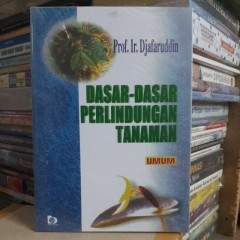 Prof. Ir. Djafaruddin
DASAR-DASAR
PERLINDUNGAN
TANAMAN
UMUM